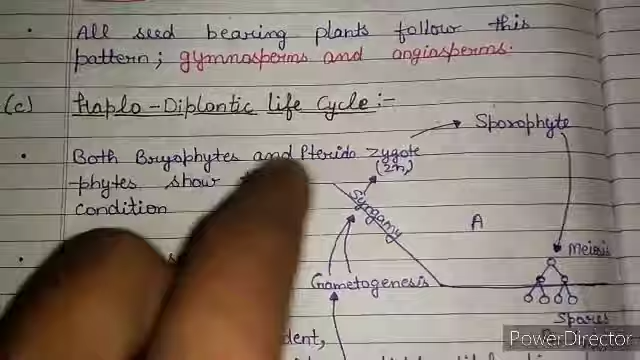 • All seed bearing plants follow this
pattern; gymnosperms and angiosperms.
(c) Haplo-Diplontic life Cycle:-
• Both Bryophytes and Pterido
-phytes show
condition
Sporophyte
Zygote
(2n)
Syngamy
A
Meiosis
Gametogenesis
Spores
dent,
PowerDirector